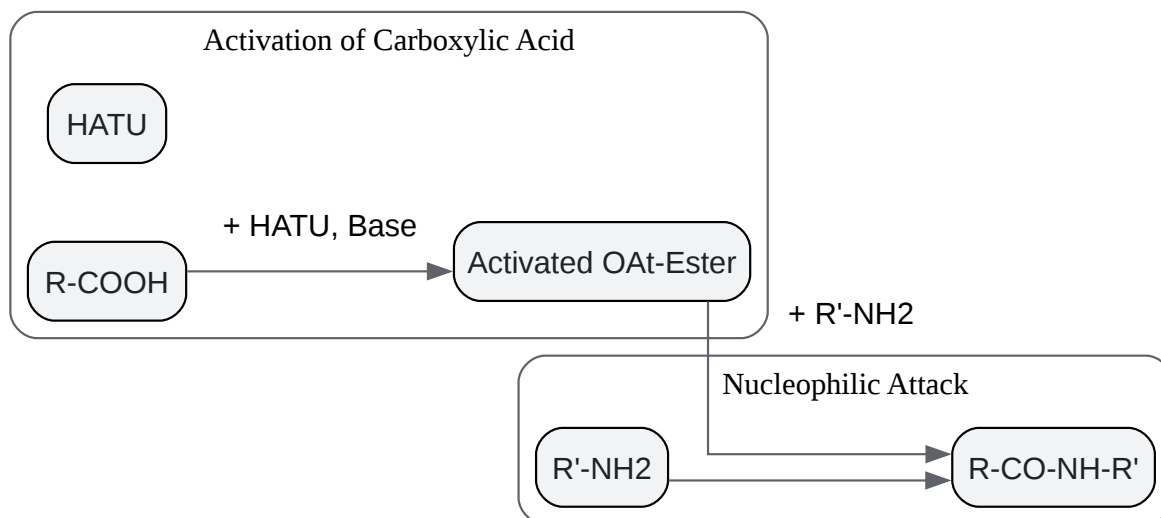 Activation of Carboxylic Acid
HATU
+ HATU, Base
R-COOH
Activated OAt-Ester
+ R'-NH2
Nucleophilic Attack
R'-NH2
R-CO-NH-R'